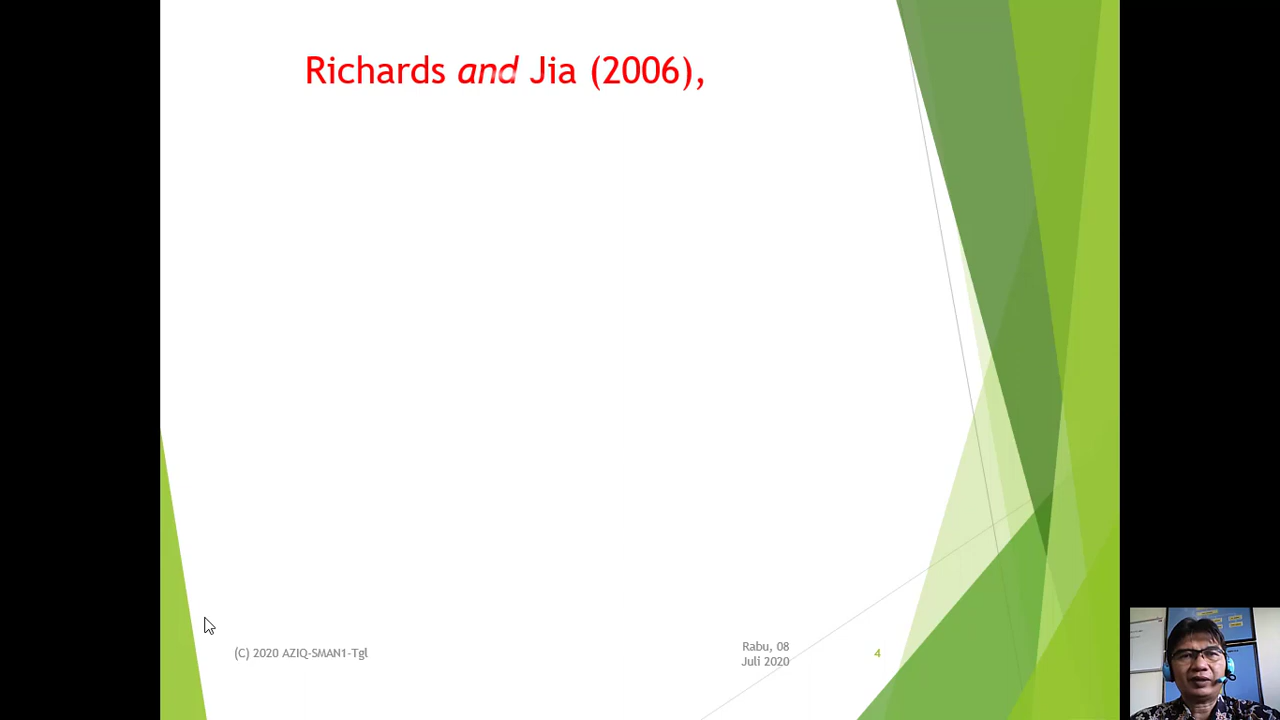 Richards and Jia (2006),
(C) 2020 AZIQ-SMAN1-Tgl
Rabu, 08
Juli 2020
4